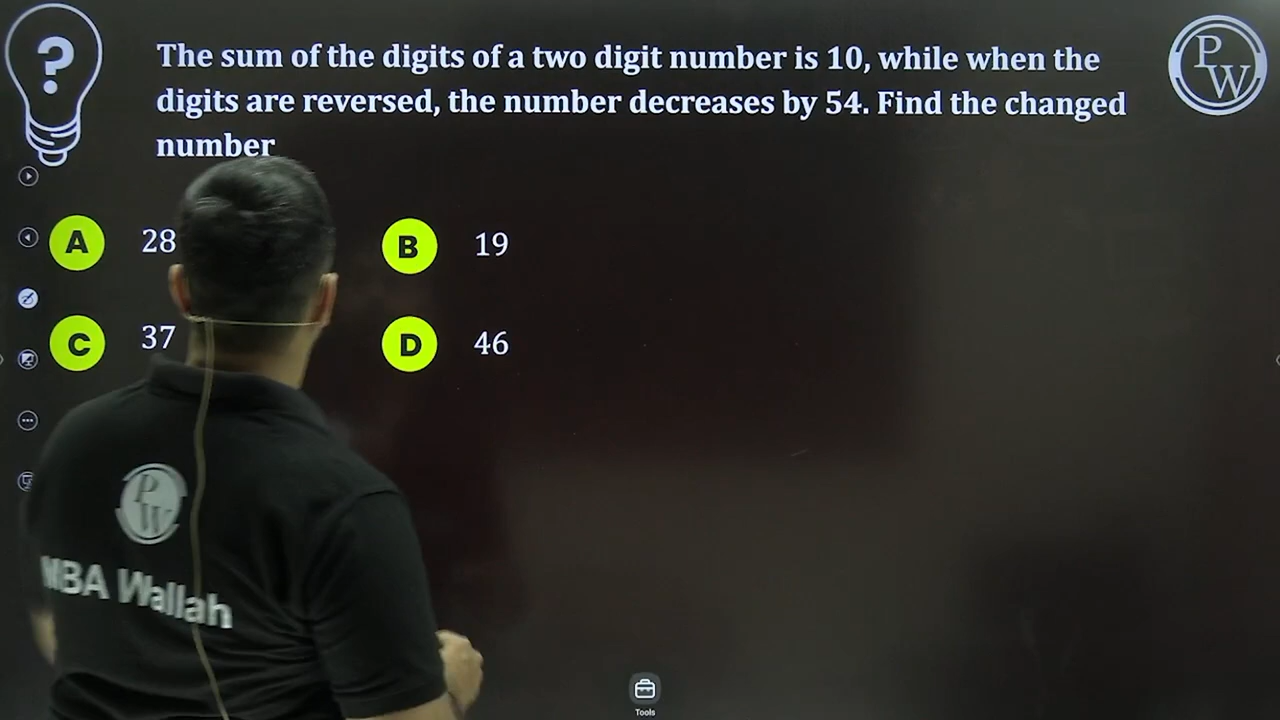 The sum of the digits of a two digit number is 10, while when the
digits are reversed, the number decreases by 54. Find the changed
number
P
W
A 28 B 19
C 37 D 46
P
W
MBA Wallah
Tools